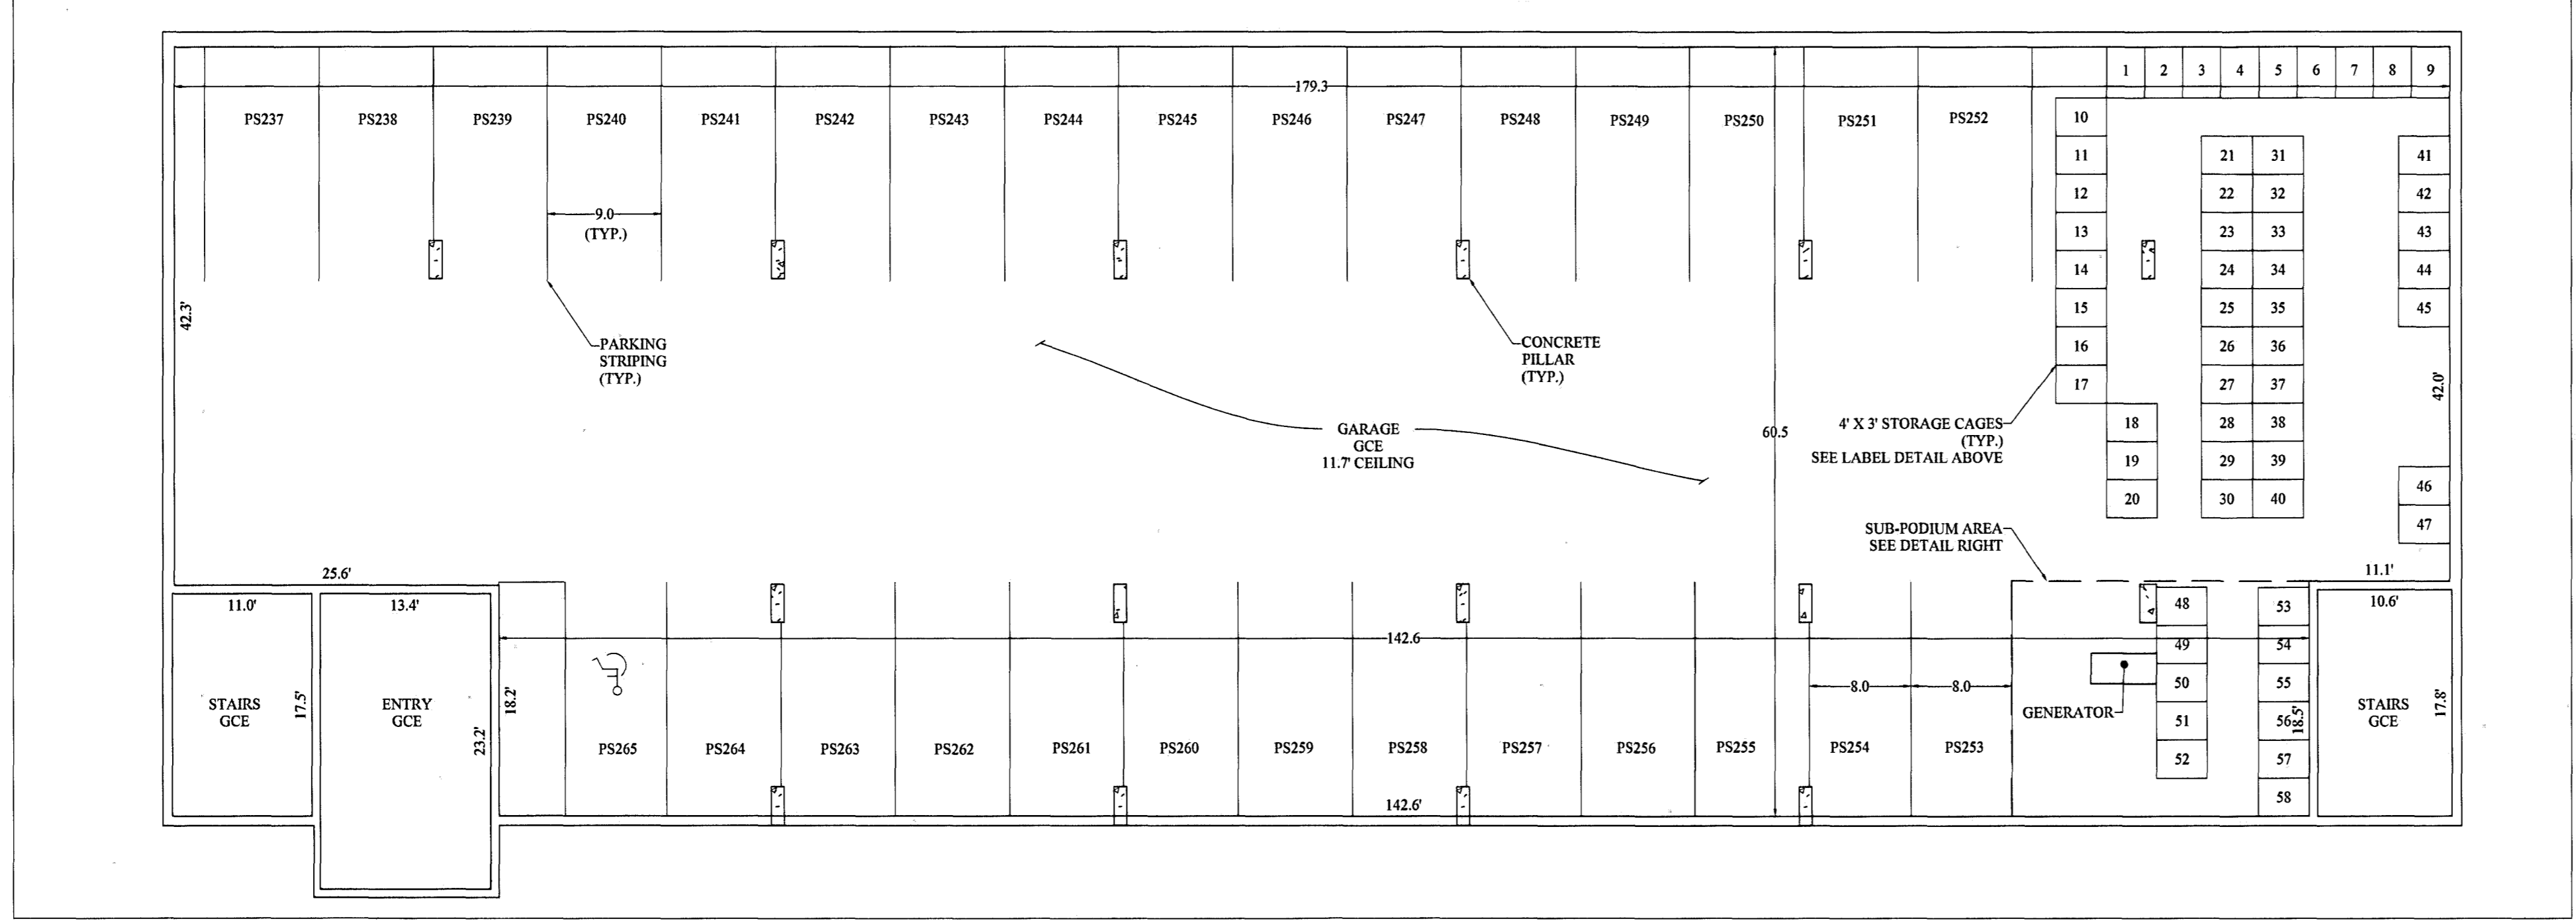 1 2 3 4 5 6 7 8 9
179.3
PS237 PS238 PS239 PS240 PS241 PS242 PS243 PS244 PS245 PS246 PS247 PS248 PS249 PS250 PS251 PS252
10
11 21 31 41
12 22 32 42
9.0
(TYP.)
13 23 33 43
14 24 34 44
42.3'
15 25 35 45
PARKING
STRIPING
(TYP.)
CONCRETE
PILLAR
(TYP.)
16 26 36
17 27 37
42.0'
GARAGE
GCE
11.7' CEILING
60.5
4' X 3' STORAGE CAGES
(TYP.)
SEE LABEL DETAIL ABOVE
18 28 38
19 29 39
20 30 40
46
47
SUB-PODIUM AREA
SEE DETAIL RIGHT
25.6'
11.1'
11.0' 13.4'
10.6'
48 53
142.6
49 54
50 55
51 56
52 57
58
8.0 8.0
GENERATOR
STAIRS
GCE
17.5'
ENTRY
GCE
23.2'
18.2'
18.5'
STAIRS
GCE
17.8'
PS265 PS264 PS263 PS262 PS261 PS260 PS259 PS258 PS257 PS256 PS255 PS254 PS253
142.6'